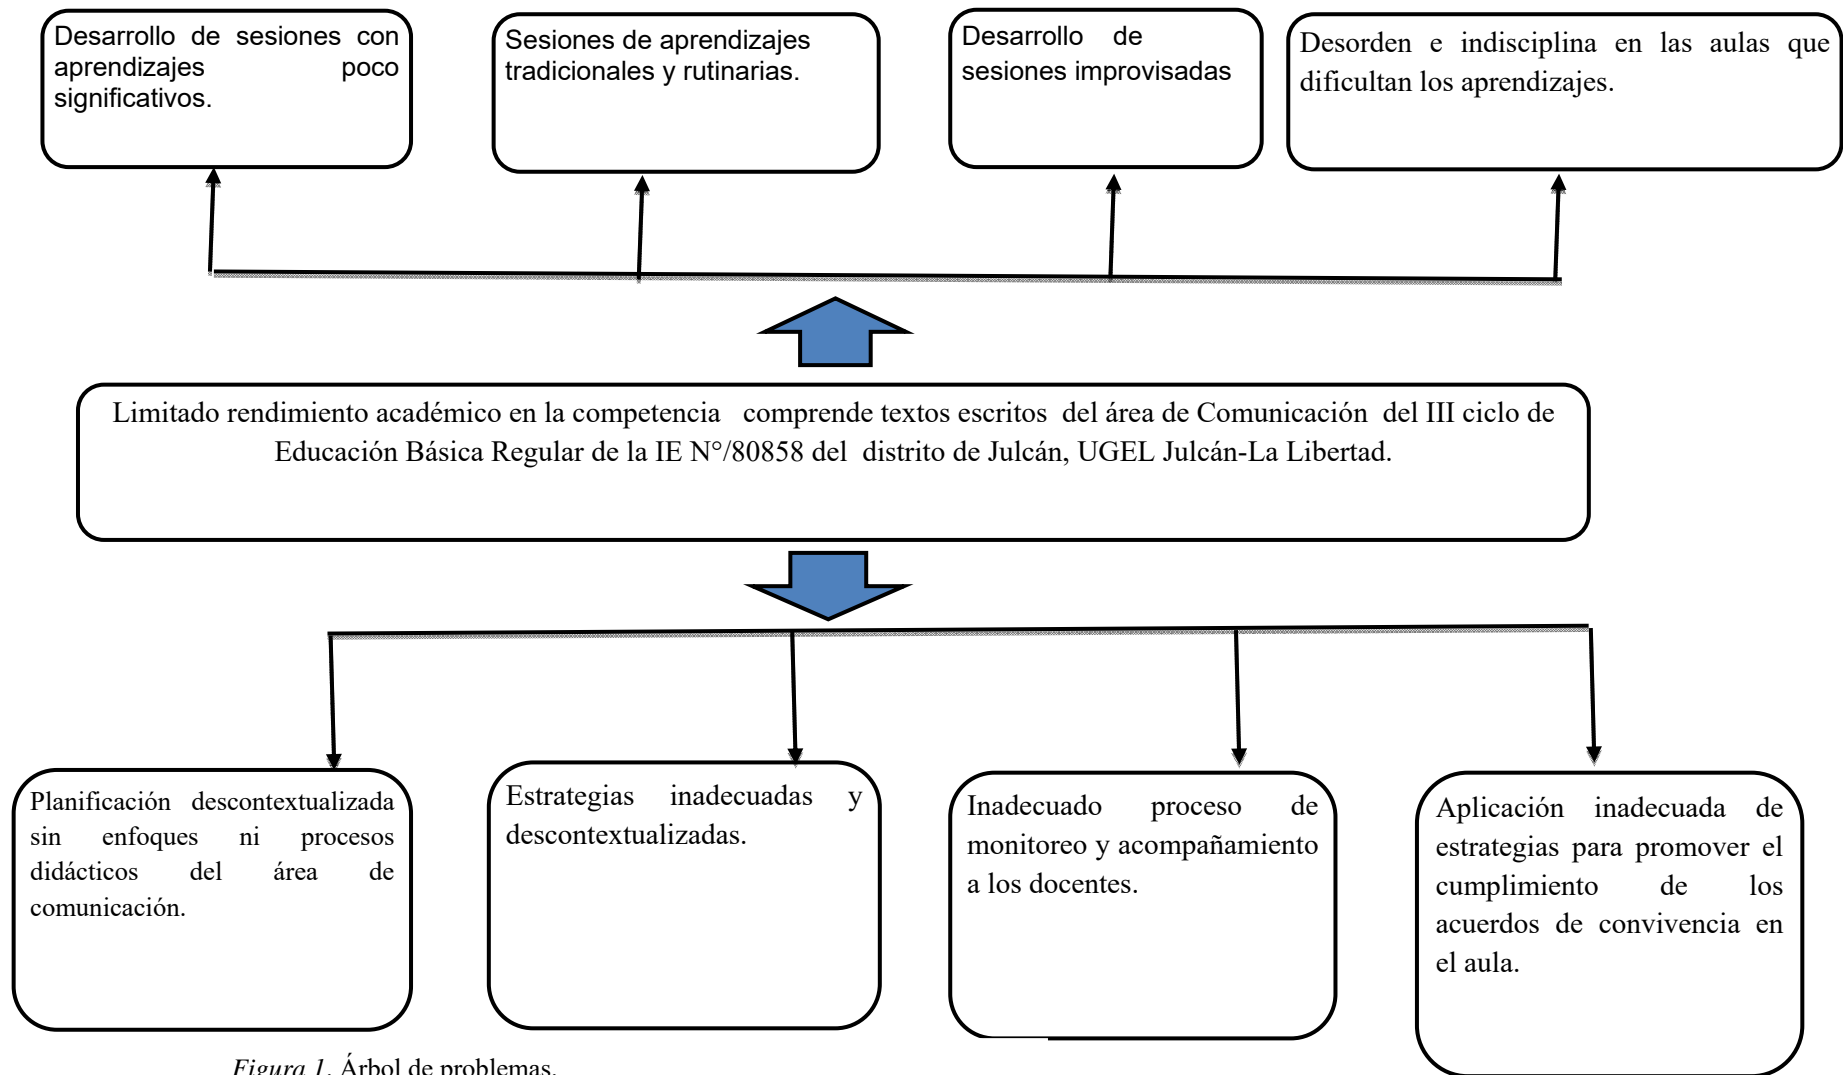 Desarrollo de sesiones con
aprendizajes poco
significativos.
Sesiones de aprendizajes
tradicionales y rutinarias.
Desarrollo de
sesiones improvisadas
Desorden e indisciplina en las aulas que
dificultan los aprendizajes.
Limitado rendimiento académico en la competencia comprende textos escritos del área de Comunicación del III ciclo de
Educación Básica Regular de la IE N°/80858 del distrito de Julcán, UGEL Julcán-La Libertad.
Planificación descontextualizada
sin enfoques ni procesos
didácticos del área de
comunicación.
Estrategias inadecuadas y
descontextualizadas.
Inadecuado proceso de
monitoreo y acompañamiento
a los docentes.
Aplicación inadecuada de
estrategias para promover el
cumplimiento de los
acuerdos de convivencia en
el aula.
Figura 1. Árbol de problemas.